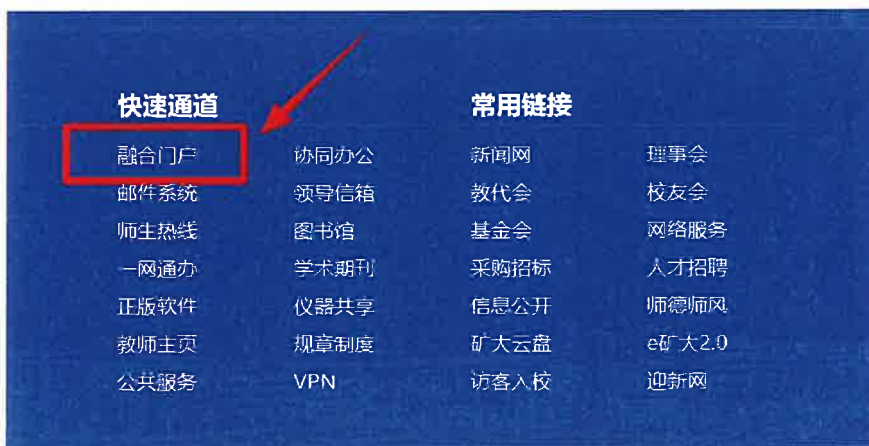 快速通道 常用链接
融合门户 协同办公 新闻网 理事会
邮件系统 领导信箱 教代会 校友会
师生热线 图书馆 基金会 网络服务
一网通办 学术期刊 采购招标 人才招聘
正版软件 仪器共享 信息公开 师德师风
教师主页 规章制度 矿大云盘 e矿大2.0
公共服务 VPN 访客入校 迎新网